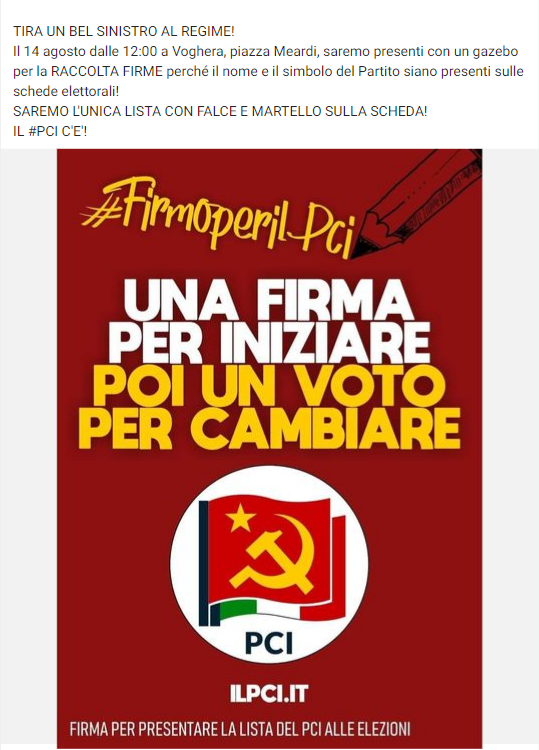 TIRA UN BEL SINISTRO AL REGIME!
Il 14 agosto dalle 12:00 a Voghera, piazza Meardi, saremo presenti con un gazebo
per la RACCOLTA FIRME perché il nome e il simbolo del Partito siano presenti sulle
schede elettorali!
SAREMO L'UNICA LISTA CON FALCE E MARTELLO SULLA SCHEDA!
IL #PCI C'E'!
#FirmoperilPci
UNA FIRMA
PER INIZIARE
POI UN VOTO
PER CAMBIARE
PCI
ILPCI.IT
FIRMA PER PRESENTARE LA LISTA DEL PCI ALLE ELEZIONI